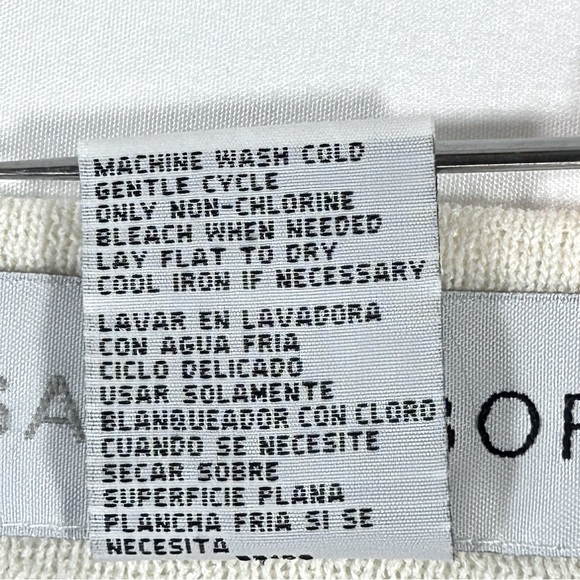 MACHINE WASH COLD
GENTLE CYCLE
ONLY NON-CHLORINE
BLEACH WHEN NEEDED
LAY FLAT TO DRY
COOL IRON IF NECESSARY
LAVAR EN LAVADORA
CON AGUA FRIA
CICLO DELICADO
USAR SOLAMENTE
BLANQUEADOR CON CLORO
CUANDO SE NECESITE
SECAR SOBRE
SUPERFICIE PLANA
PLANCHA FRIA SI SE
NECESITA